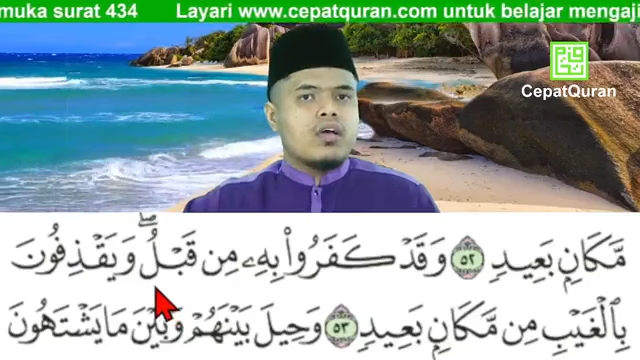 muka surat 434 Layari www.cepatquran.com untuk belajar mengaji
CepatQuran
مَّكَانِۭ بَعِيدٍ ٥٢ وَقَدۡ كَفَرُواْ بِهِۦ مِن قَبۡلُۖ وَيَقۡذِفُونَ
بِٱلۡغَيۡبِ مِن مَّكَانِۭ بَعِيدٍ ٥٣ وَحِيلَ بَيۡنَهُمۡ وَبَيۡنَ مَا يَشۡتَهُونَ